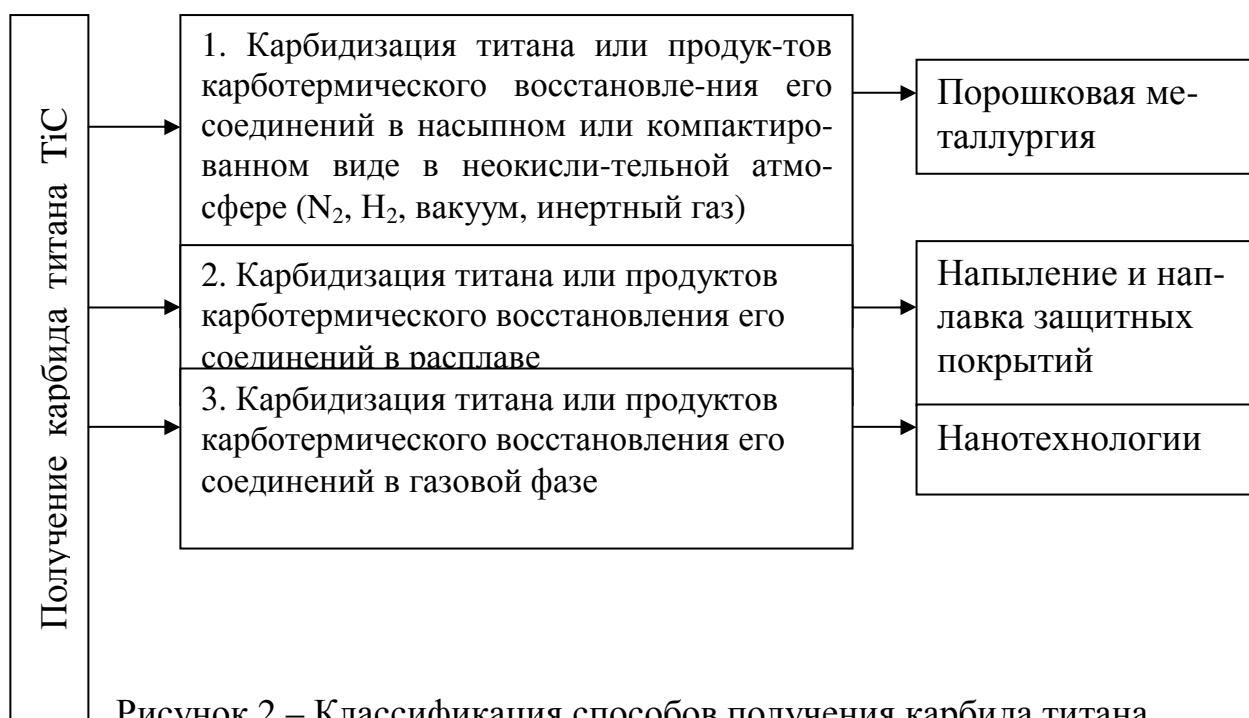 Получение карбида титана TiC
1. Карбидизация титана или продук-тов
карботермического восстановле-ния его
соединений в насыпном или компактиро-
ванном виде в неокисли-тельной атмо-
сфере (N₂, H₂, вакуум, инертный газ)
Порошковая ме-
таллургия
2. Карбидизация титана или продуктов
карботермического восстановления его
соединений в расплаве
Напыление и нап-
лавка защитных
покрытий
3. Карбидизация титана или продуктов
карботермического восстановления его
соединений в газовой фазе
Нанотехнологии
Рисунок 2 – Классификация способов получения карбида титана